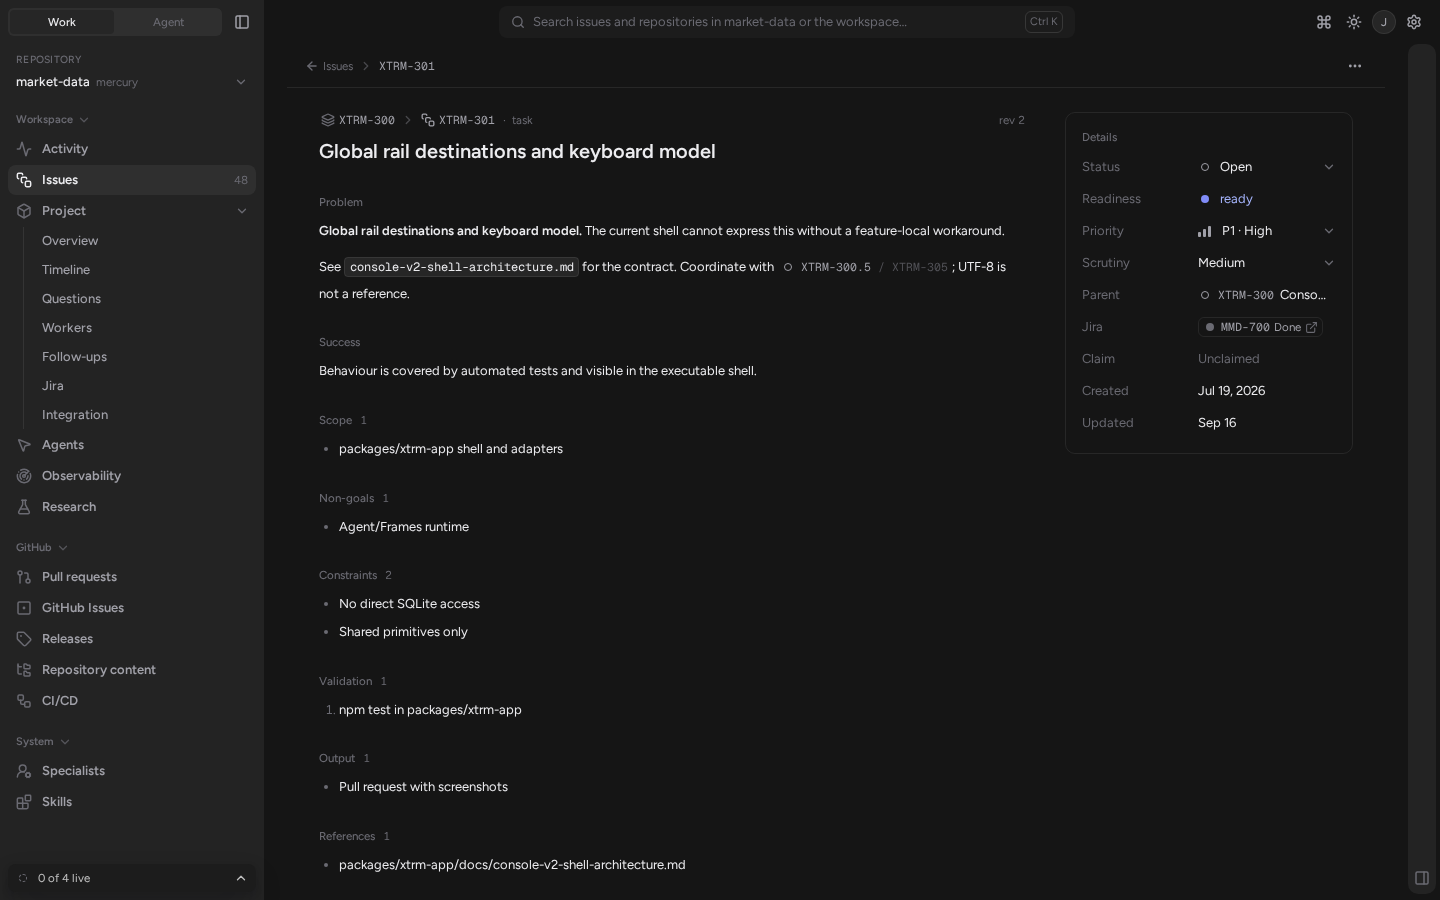 Work
Agent
Search issues and repositories in market-data or the workspace...
Ctrl K
J
REPOSITORY
market-data mercury
Workspace
Activity
Issues 48
Project
Overview
Timeline
Questions
Workers
Follow-ups
Jira
Integration
Agents
Observability
Research
GitHub
Pull requests
GitHub Issues
Releases
Repository content
CI/CD
System
Specialists
Skills
0 of 4 live
Issues > XTRM-301
XTRM-300 > XTRM-301 · task
rev 2
Global rail destinations and keyboard model
Problem
Global rail destinations and keyboard model. The current shell cannot express this without a feature-local workaround.
See console-v2-shell-architecture.md for the contract. Coordinate with XTRM-300.5 / XTRM-305 ; UTF-8 is
not a reference.
Success
Behaviour is covered by automated tests and visible in the executable shell.
Scope 1
• packages/xtrm-app shell and adapters
Non-goals 1
• Agent/Frames runtime
Constraints 2
• No direct SQLite access
• Shared primitives only
Validation 1
1. npm test in packages/xtrm-app
Output 1
• Pull request with screenshots
References 1
• packages/xtrm-app/docs/console-v2-shell-architecture.md
Details
Status Open
Readiness ready
Priority P1 · High
Scrutiny Medium
Parent XTRM-300 Conso...
Jira MMD-700 Done
Claim Unclaimed
Created Jul 19, 2026
Updated Sep 16